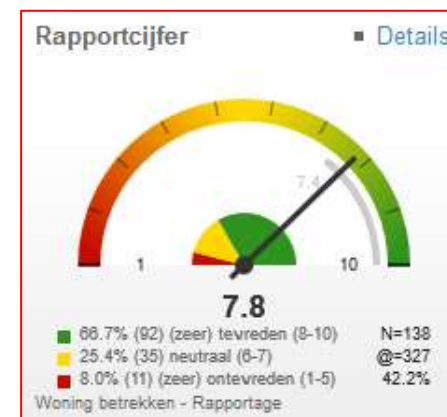 Rapportcijfer ▪ Details
7.4
1 10
7.8
66.7% (92) (zeer) tevreden (8-10) N=138
25.4% (35) neutraal (6-7) @=327
8.0% (11) (zeer) ontevreden (1-5) 42.2%
Woning betrekken - Rapportage